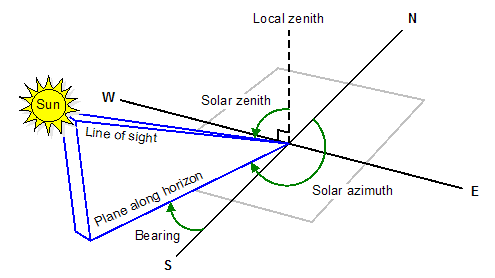 Local zenith
N
W
Solar zenith
Sun
Line of sight
Solar azimuth
E
Plane along horizon
Bearing
S